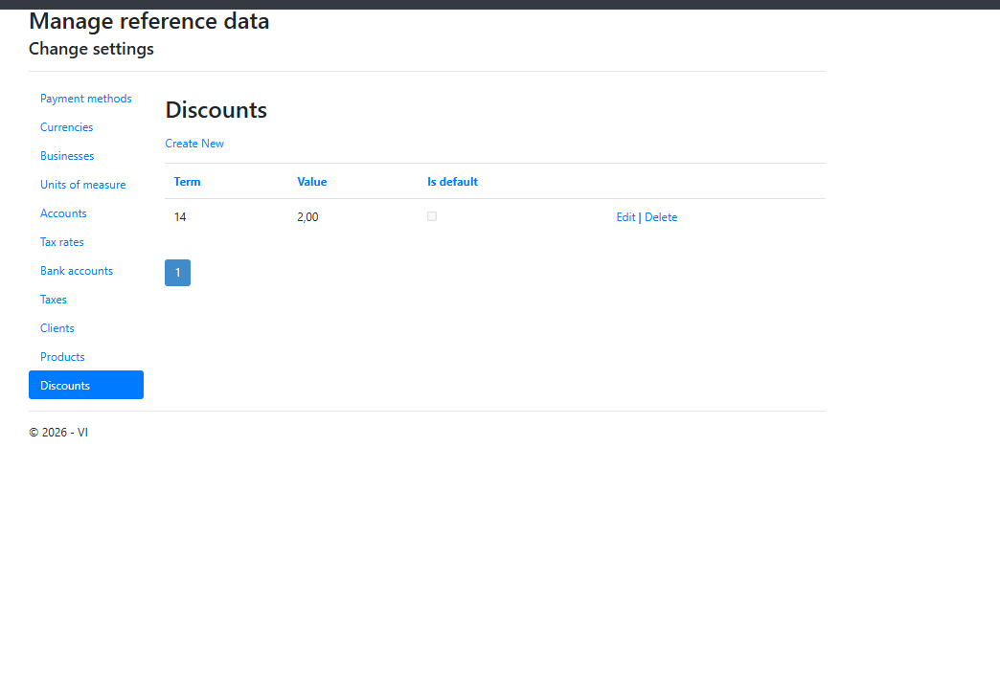 Manage reference data
Change settings
Payment methods
Currencies
Businesses
Units of measure
Accounts
Tax rates
Bank accounts
Taxes
Clients
Products
Discounts
Discounts
Create New
Term Value Is default
14 2,00 Edit | Delete
1
© 2026 - VI